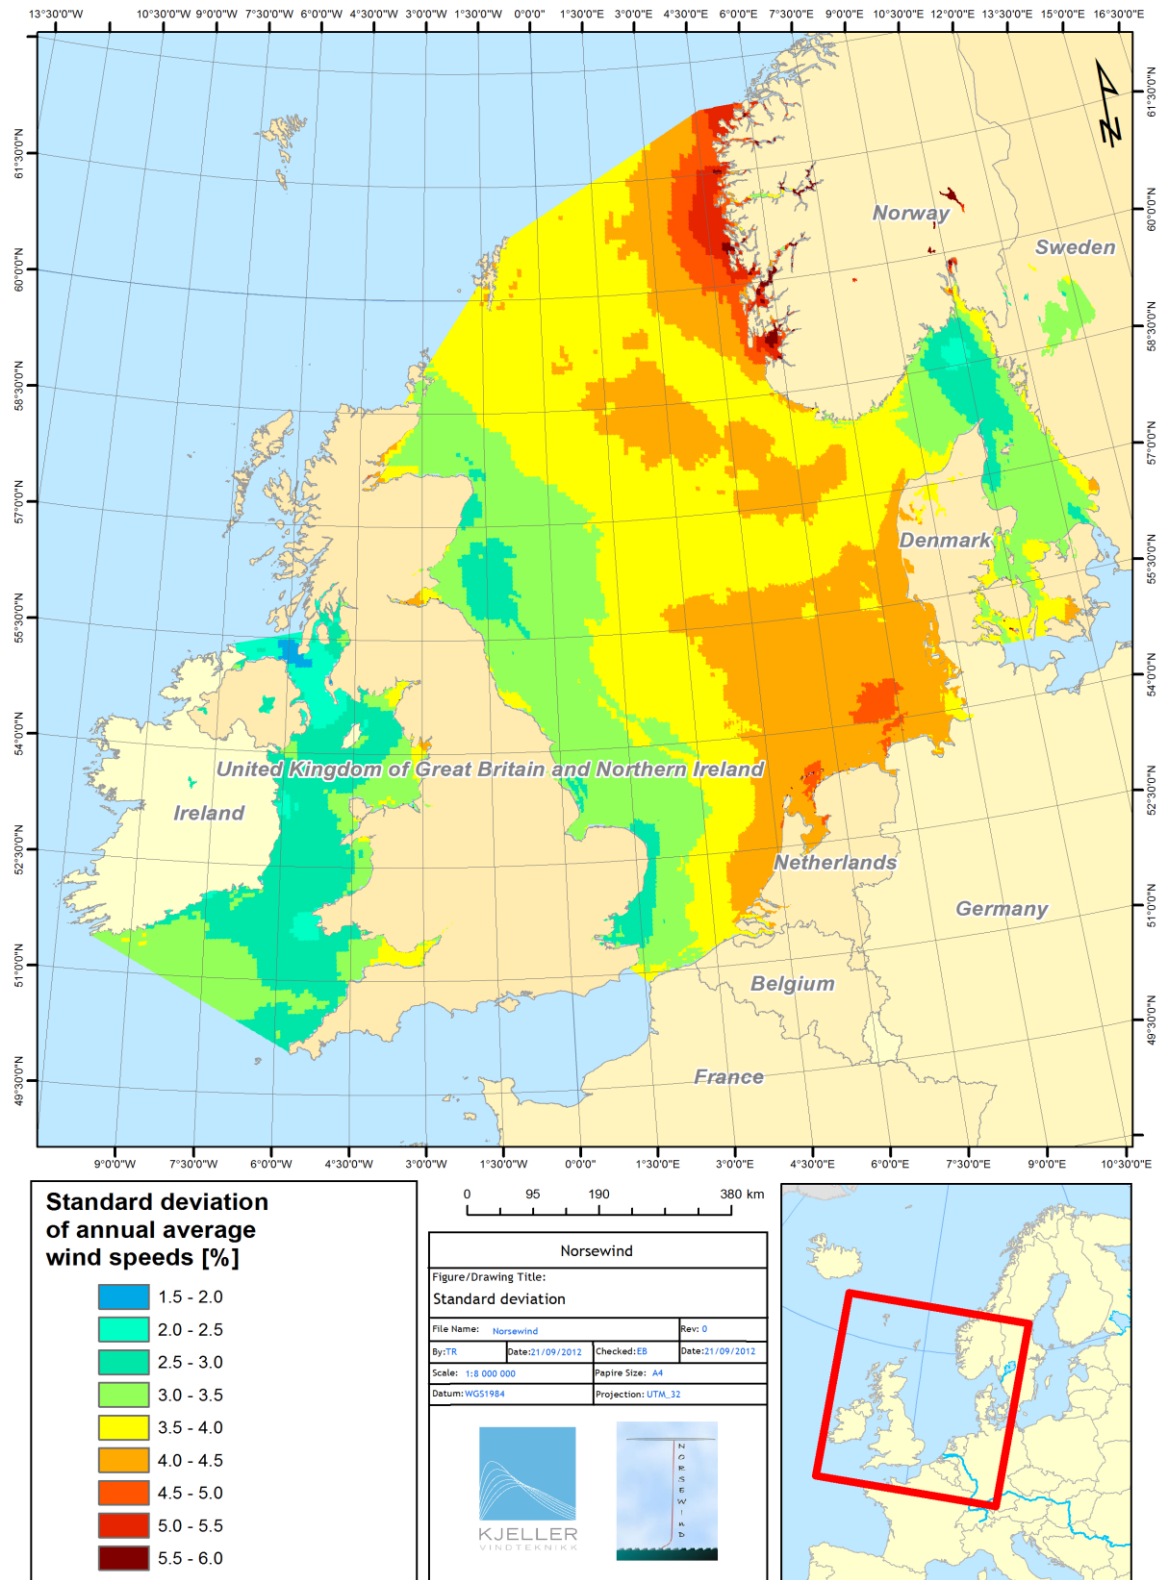 13°30'0"W
10°30'0"W
9°0'0"W
7°30'0"W
6°0'0"W
4°30'0"W
3°0'0"W
1°30'0"W
0°0'0"
1°30'0"E
3°0'0"E
4°30'0"E
6°0'0"E
7°30'0"E
9°0'0"E
10°30'0"E
12°0'0"E
13°30'0"E
15°0'0"E
16°30'0"E
61°30'0"N
60°0'0"N
58°30'0"N
57°0'0"N
55°30'0"N
54°0'0"N
52°30'0"N
51°0'0"N
49°30'0"N
61°30'0"N
60°0'0"N
58°30'0"N
57°0'0"N
55°30'0"N
54°0'0"N
52°30'0"N
51°0'0"N
49°30'0"N
N
Norway
Sweden
Denmark
United Kingdom of Great Britain and Northern Ireland
Ireland
Netherlands
Germany
Belgium
France
9°0'0"W
7°30'0"W
6°0'0"W
4°30'0"W
3°0'0"W
1°30'0"W
0°0'0"
1°30'0"E
3°0'0"E
4°30'0"E
6°0'0"E
7°30'0"E
9°0'0"E
10°30'0"E
Standard deviation
of annual average
wind speeds [%]
1.5 - 2.0
2.0 - 2.5
2.5 - 3.0
3.0 - 3.5
3.5 - 4.0
4.0 - 4.5
4.5 - 5.0
5.0 - 5.5
5.5 - 6.0
0 95 190 380 km
Norsewind
Figure/Drawing Title:
Standard deviation
File Name: Norsewind Rev: 0
By:TR Date:21/09/2012 Checked:EB Date:21/09/2012
Scale: 1:8 000 000 Papire Size: A4
Datum:WGS1984 Projection: UTM_32
KJELLER
VINDTEKNIKK
NORSEWInD